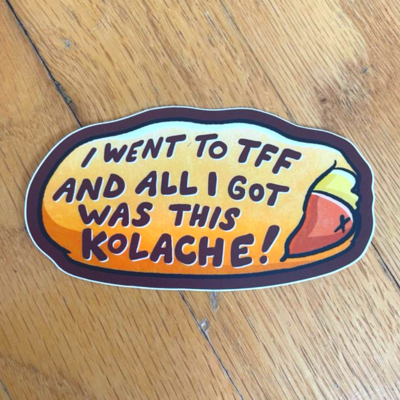 I WENT TO TFF
AND ALL I GOT
WAS THIS
KOLACHE!